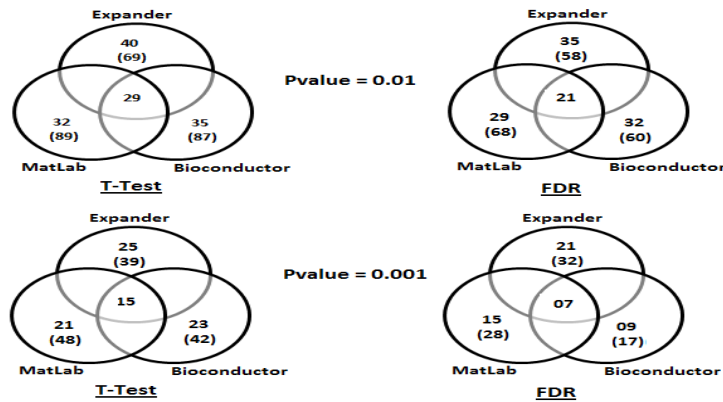 Expander
40
(69)
29
32
(89)
35
(87)
MatLab
Bioconductor
T-Test
Pvalue = 0.01
Expander
35
(58)
21
29
(68)
32
(60)
MatLab
Bioconductor
FDR
Expander
25
(39)
15
21
(48)
23
(42)
MatLab
Bioconductor
T-Test
Pvalue = 0.001
Expander
21
(32)
07
15
(28)
09
(17)
MatLab
Bioconductor
FDR